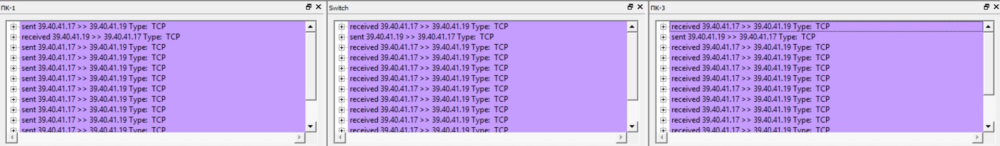 ПК-1
sent 39.40.41.17 >> 39.40.41.19 Type: TCP
received 39.40.41.19 >> 39.40.41.17 Type: TCP
sent 39.40.41.17 >> 39.40.41.19 Type: TCP
sent 39.40.41.17 >> 39.40.41.19 Type: TCP
sent 39.40.41.17 >> 39.40.41.19 Type: TCP
sent 39.40.41.17 >> 39.40.41.19 Type: TCP
sent 39.40.41.17 >> 39.40.41.19 Type: TCP
sent 39.40.41.17 >> 39.40.41.19 Type: TCP
sent 39.40.41.17 >> 39.40.41.19 Type: TCP
sent 39.40.41.17 >> 39.40.41.19 Type: TCP
sent 39.40.41.17 >> 39.40.41.19 Type: TCP
Switch
received 39.40.41.17 >> 39.40.41.19 Type: TCP
sent 39.40.41.19 >> 39.40.41.17 Type: TCP
received 39.40.41.17 >> 39.40.41.19 Type: TCP
received 39.40.41.17 >> 39.40.41.19 Type: TCP
received 39.40.41.17 >> 39.40.41.19 Type: TCP
received 39.40.41.17 >> 39.40.41.19 Type: TCP
received 39.40.41.17 >> 39.40.41.19 Type: TCP
received 39.40.41.17 >> 39.40.41.19 Type: TCP
received 39.40.41.17 >> 39.40.41.19 Type: TCP
received 39.40.41.17 >> 39.40.41.19 Type: TCP
received 39.40.41.17 >> 39.40.41.19 Type: TCP
ПК-3
received 39.40.41.17 >> 39.40.41.19 Type: TCP
sent 39.40.41.19 >> 39.40.41.17 Type: TCP
received 39.40.41.17 >> 39.40.41.19 Type: TCP
received 39.40.41.17 >> 39.40.41.19 Type: TCP
received 39.40.41.17 >> 39.40.41.19 Type: TCP
received 39.40.41.17 >> 39.40.41.19 Type: TCP
received 39.40.41.17 >> 39.40.41.19 Type: TCP
received 39.40.41.17 >> 39.40.41.19 Type: TCP
received 39.40.41.17 >> 39.40.41.19 Type: TCP
received 39.40.41.17 >> 39.40.41.19 Type: TCP
received 39.40.41.17 >> 39.40.41.19 Type: TCP